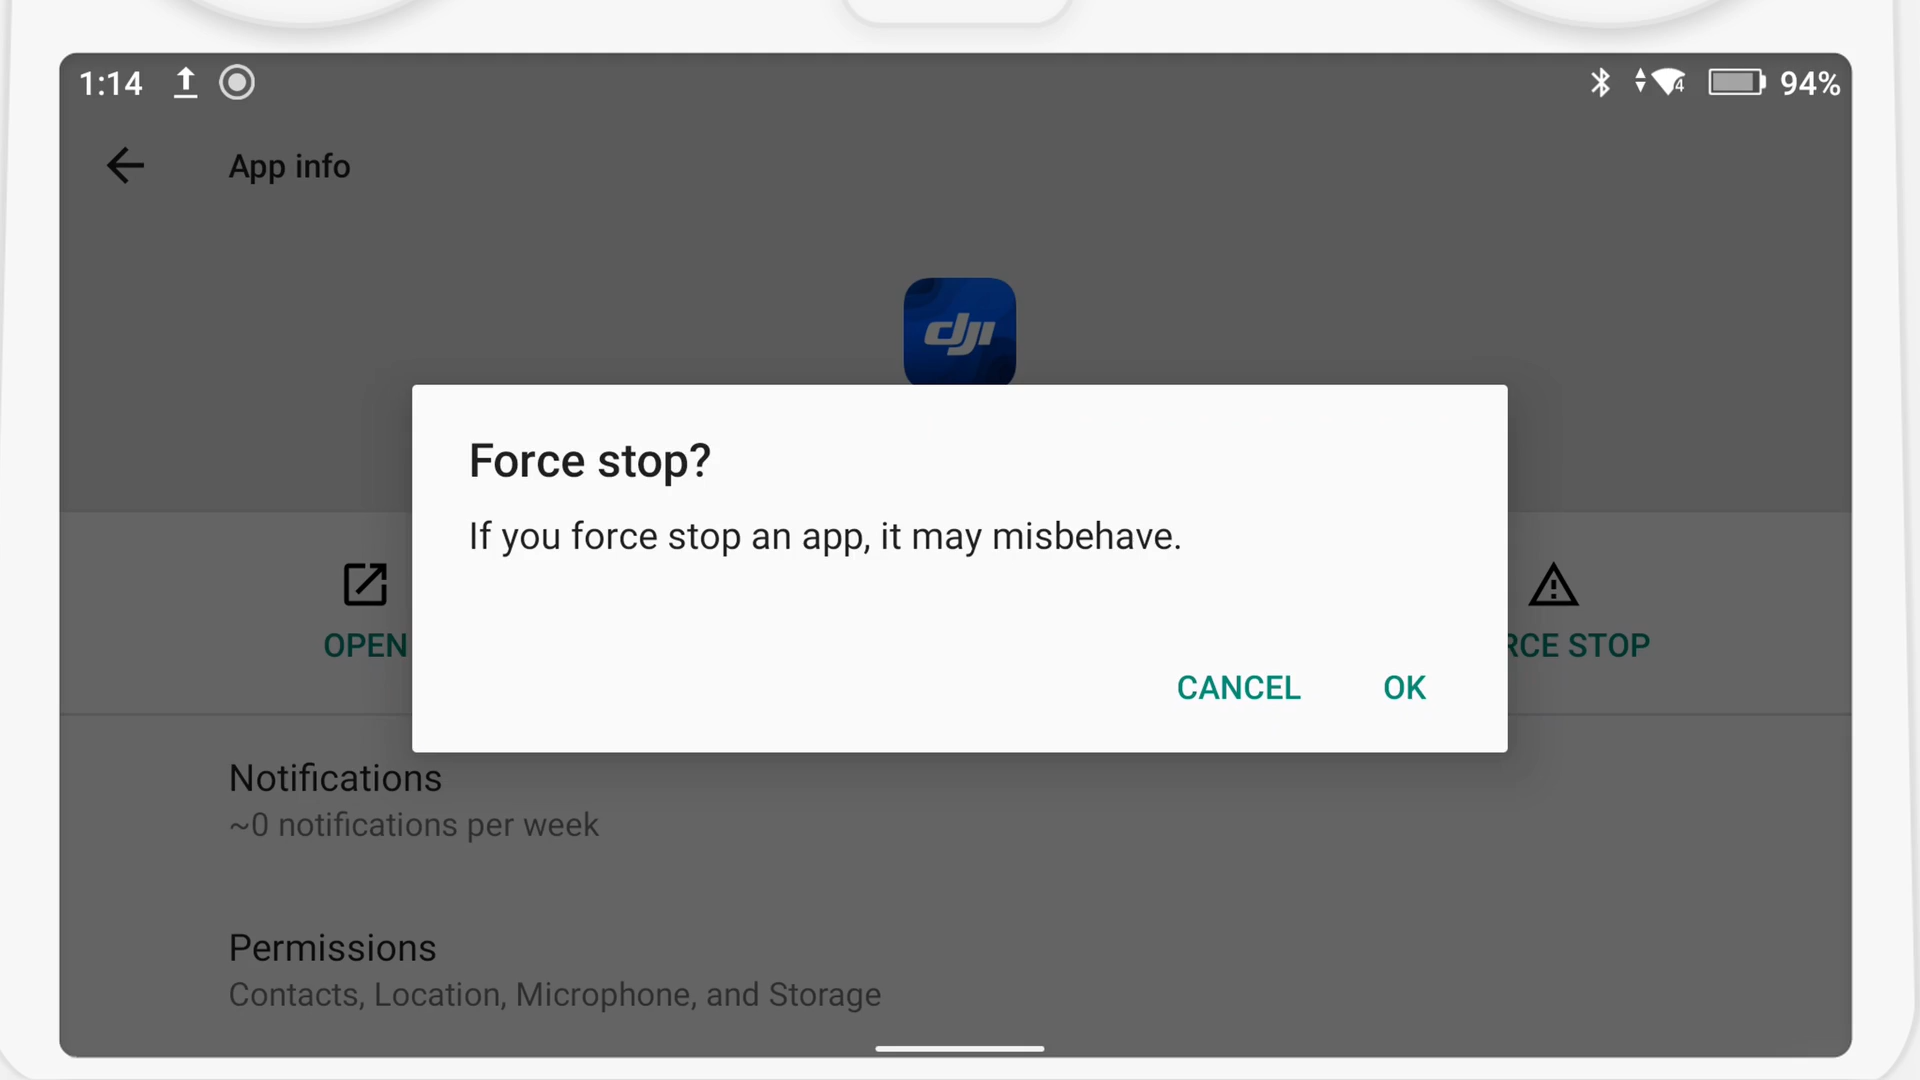 1:14
4
94%
App info
dji
Force stop?
If you force stop an app, it may misbehave.
OPEN
RCE STOP
CANCEL
OK
Notifications
~0 notifications per week
Permissions
Contacts, Location, Microphone, and Storage